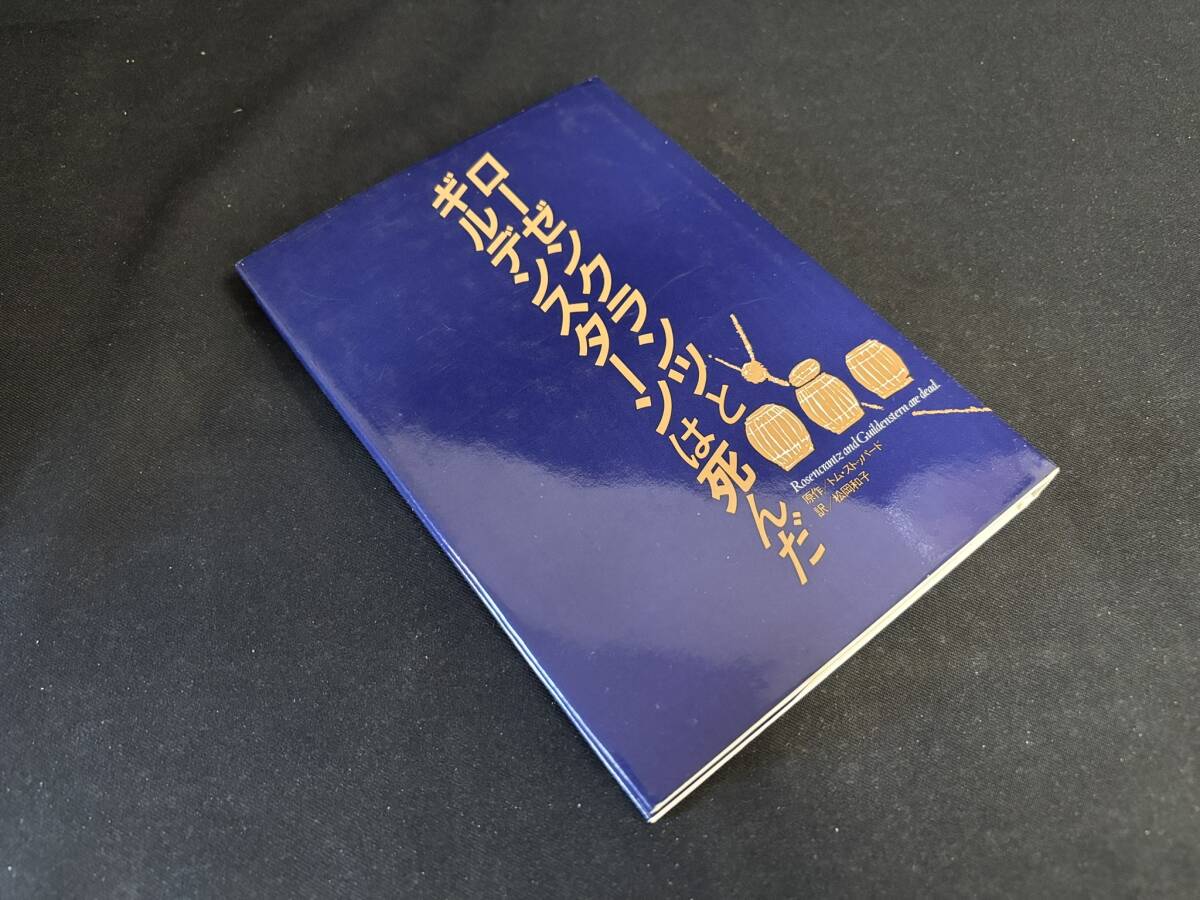 ローゼンクランツと
ギルデンスターンは死んだ
Rosencrantz and Guildenstern are dead.
原作／トム・ストッパード
訳／松岡和子